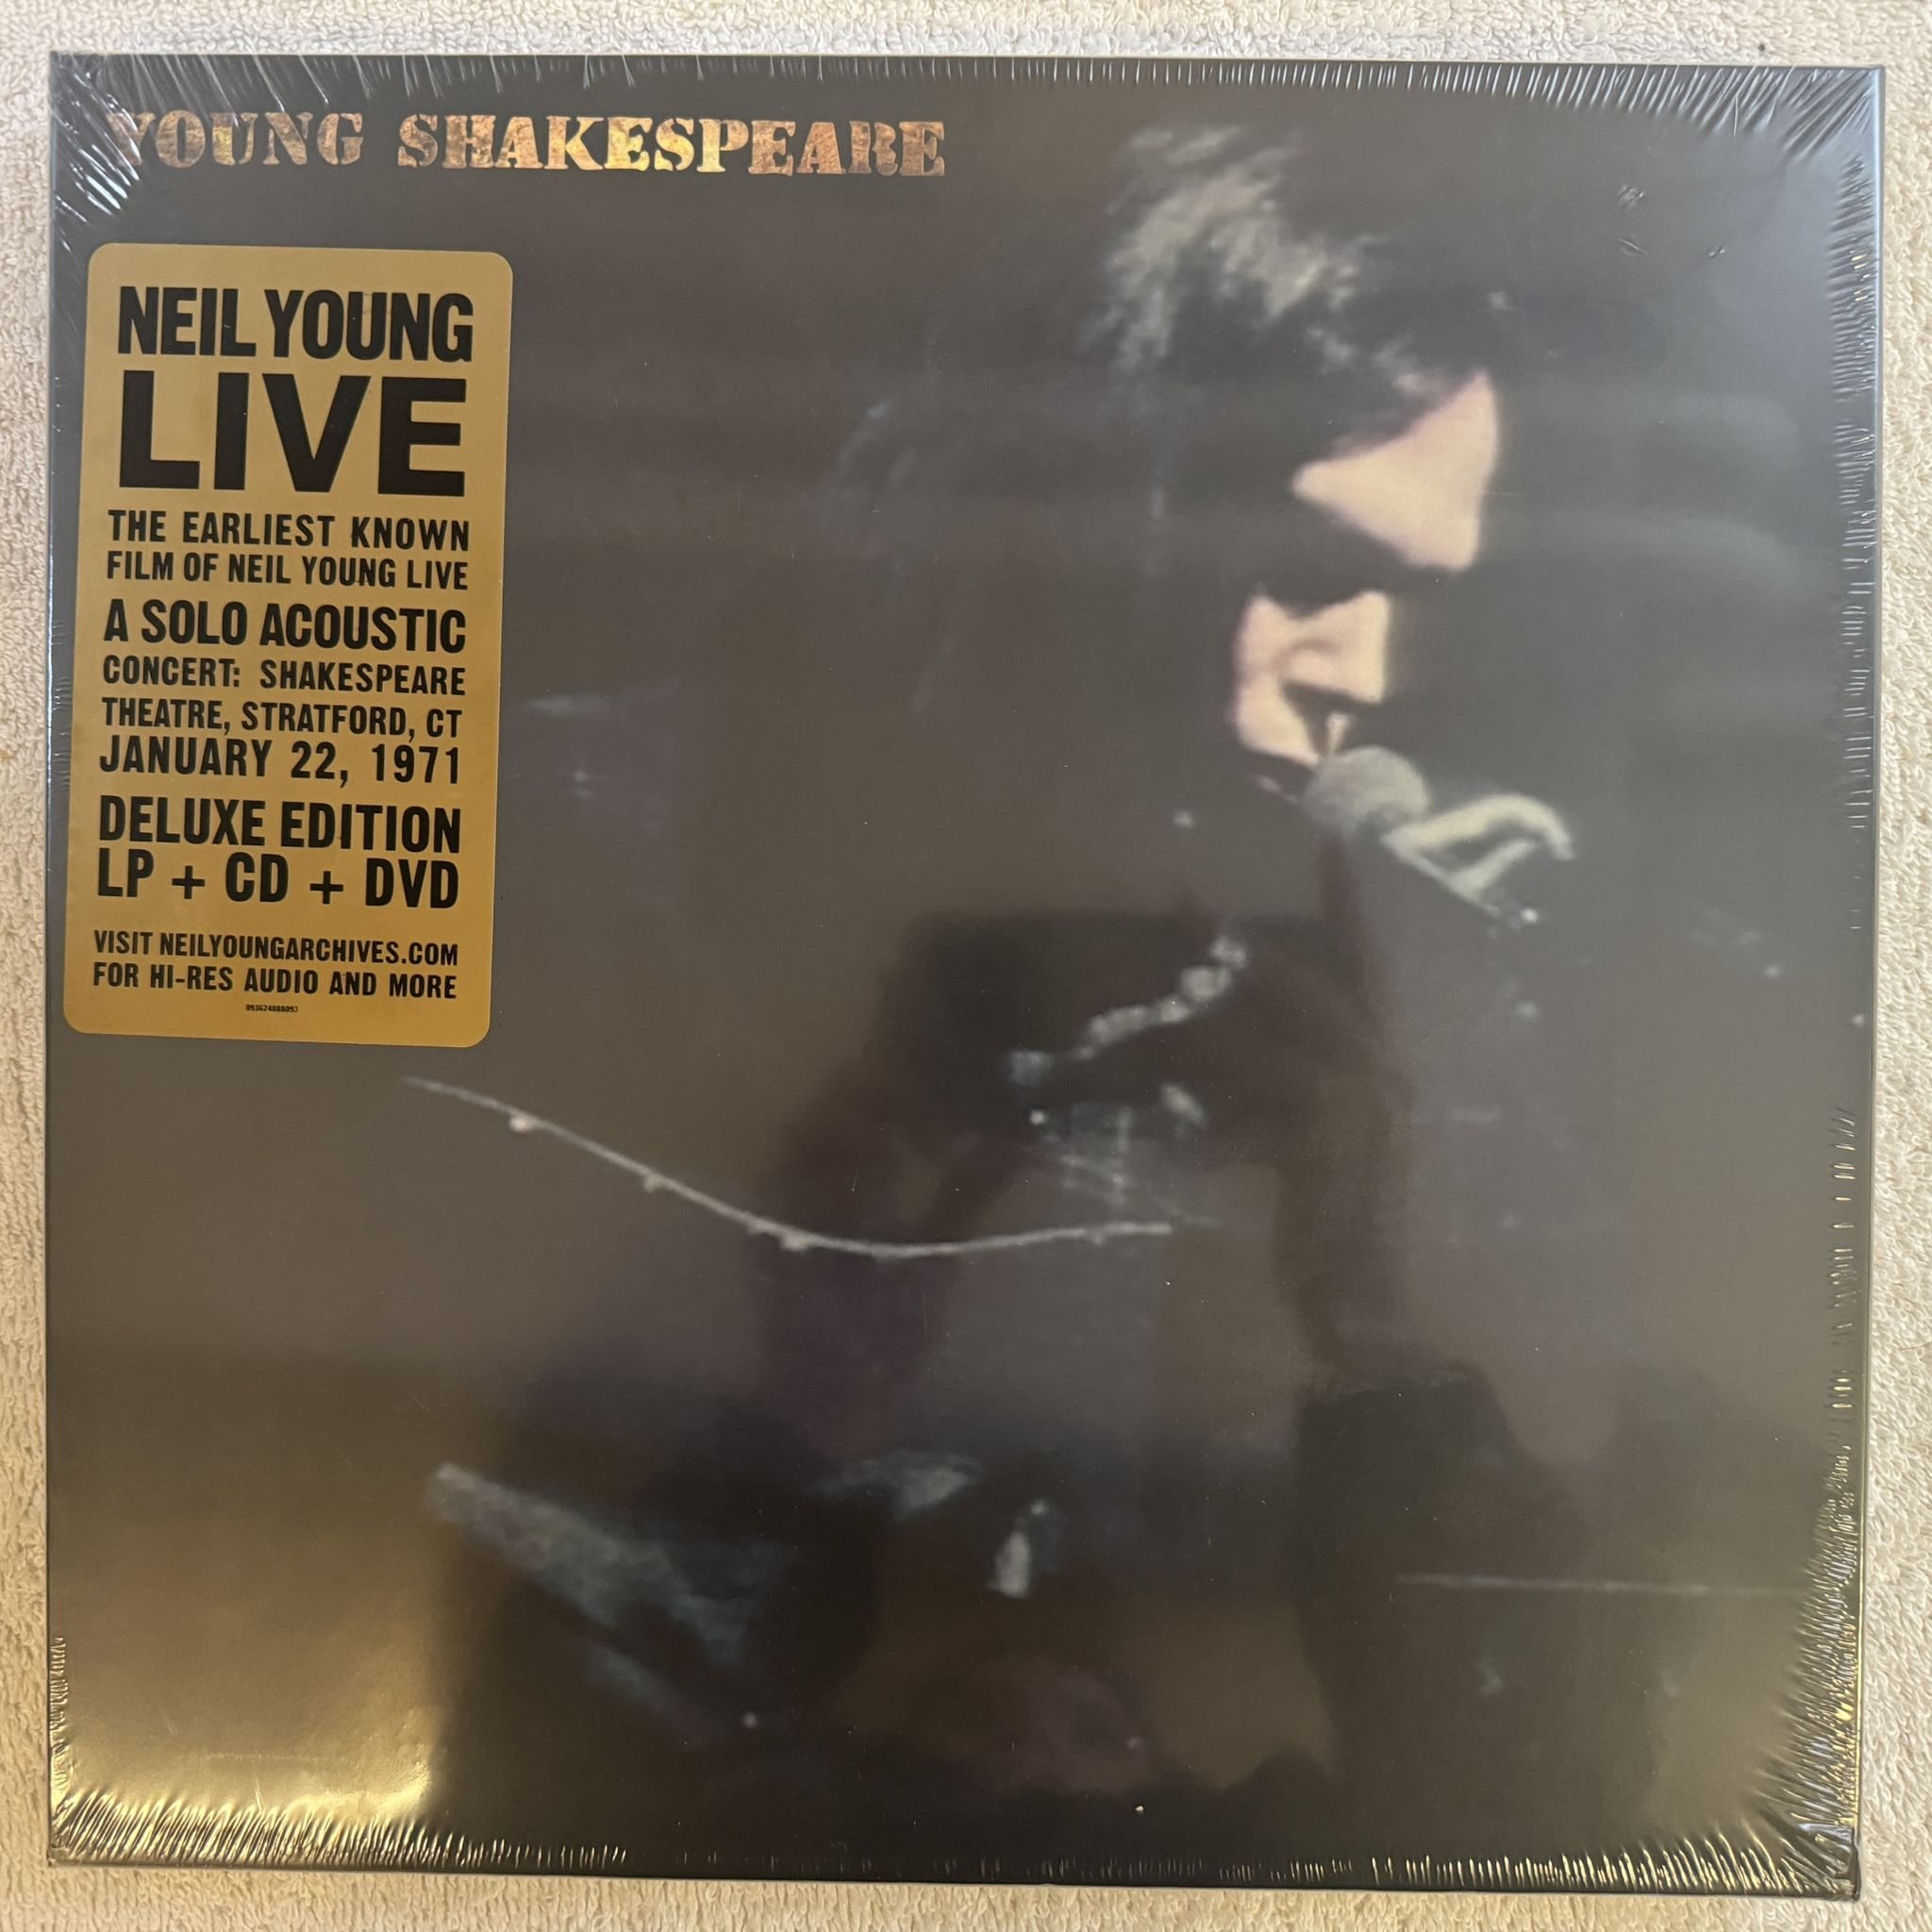 YOUNG SHAKESPEARE
NEIL YOUNG
LIVE
THE EARLIEST KNOWN
FILM OF NEIL YOUNG LIVE
A SOLO ACOUSTIC
CONCERT: SHAKESPEARE
THEATRE, STRATFORD, CT
JANUARY 22, 1971
DELUXE EDITION
LP + CD + DVD
VISIT NEILYOUNGARCHIVES.COM
FOR HI-RES AUDIO AND MORE
093624888093